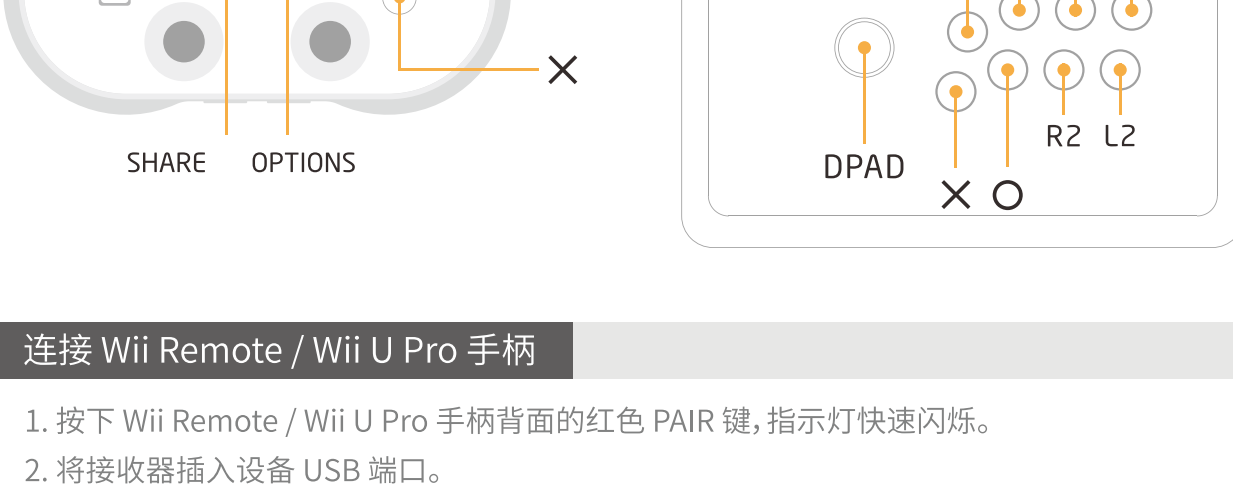 SHARE OPTIONS
R2 L2
DPAD
连接 Wii Remote / Wii U Pro 手柄
1. 按下 Wii Remote / Wii U Pro 手柄背面的红色 PAIR 键,指示灯快速闪烁。
2. 将接收器插入设备 USB 端口。